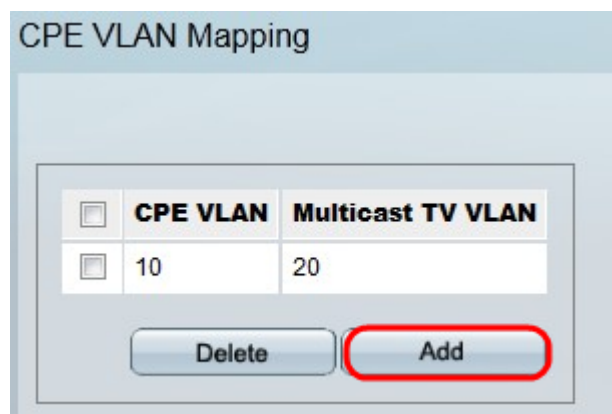 CPE VLAN Mapping
CPE VLAN Multicast TV VLAN
10 20
Delete Add